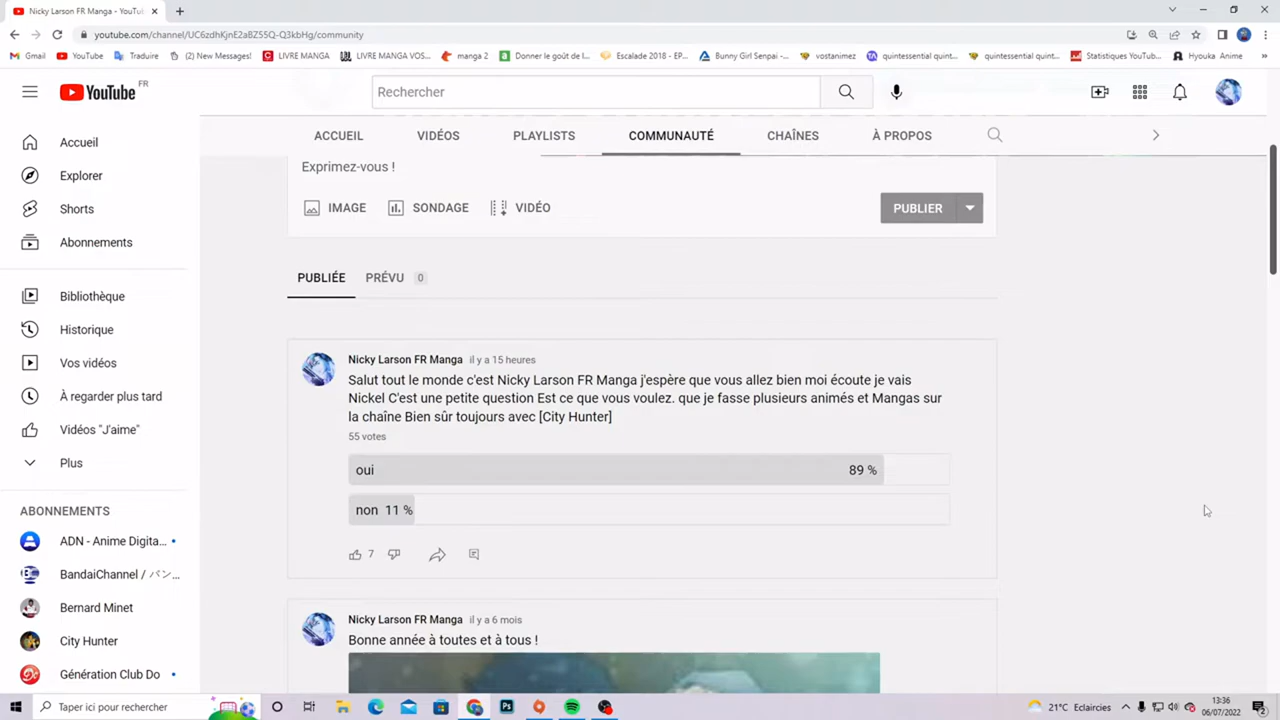 Nicky Larson FR Manga - YouTu
youtube.com/channel/UC6zdhKjnE2aBZ55Q-Q3kbHg/community
Gmail
YouTube
Traduire
(2) New Messages!
LIVRE MANGA
LIVRE MANGA VOS...
manga 2
Donner le goût de l...
Escalade 2018 - EP...
Bunny Girl Senpai -...
vostanimez
quintessential quint...
quintessential quint...
Statistiques YouTub...
Hyouka Anime
»
YouTube FR
Rechercher
ACCUEIL
VIDÉOS
PLAYLISTS
COMMUNAUTÉ
CHAÎNES
À PROPOS
Accueil
Explorer
Shorts
Abonnements
Bibliothèque
Historique
Vos vidéos
À regarder plus tard
Vidéos "J'aime"
Plus
ABONNEMENTS
ADN - Anime Digita...
BandaiChannel / バン...
Bernard Minet
City Hunter
Génération Club Do
Exprimez-vous !
IMAGE
SONDAGE
VIDÉO
PUBLIER
PUBLIÉE
PRÉVU 0
Nicky Larson FR Manga il y a 15 heures
Salut tout le monde c'est Nicky Larson FR Manga j'espère que vous allez bien moi écoute je vais
Nickel C'est une petite question Est ce que vous voulez. que je fasse plusieurs animés et Mangas sur
la chaîne Bien sûr toujours avec [City Hunter]
55 votes
oui 89 %
non 11 %
7
Nicky Larson FR Manga il y a 6 mois
Bonne année à toutes et à tous !
Taper ici pour rechercher
21°C Eclaircies
13:36
06/07/2022
2